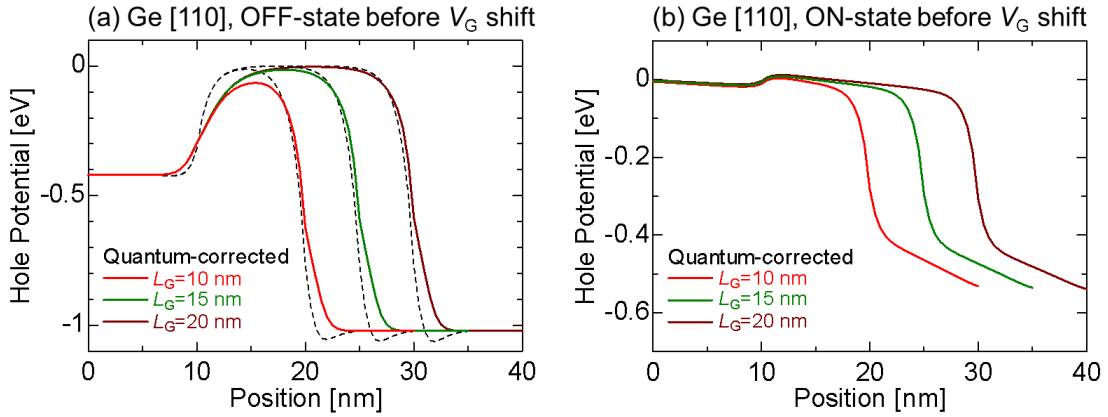 (a) Ge [110], OFF-state before VG shift
0
-0.5
-1
Hole Potential [eV]
Quantum-corrected
LG=10 nm
LG=15 nm
LG=20 nm
0 10 20 30 40
Position [nm]
(b) Ge [110], ON-state before VG shift
0
-0.2
-0.4
-0.6
Hole Potential [eV]
Quantum-corrected
LG=10 nm
LG=15 nm
LG=20 nm
0 10 20 30 40
Position [nm]